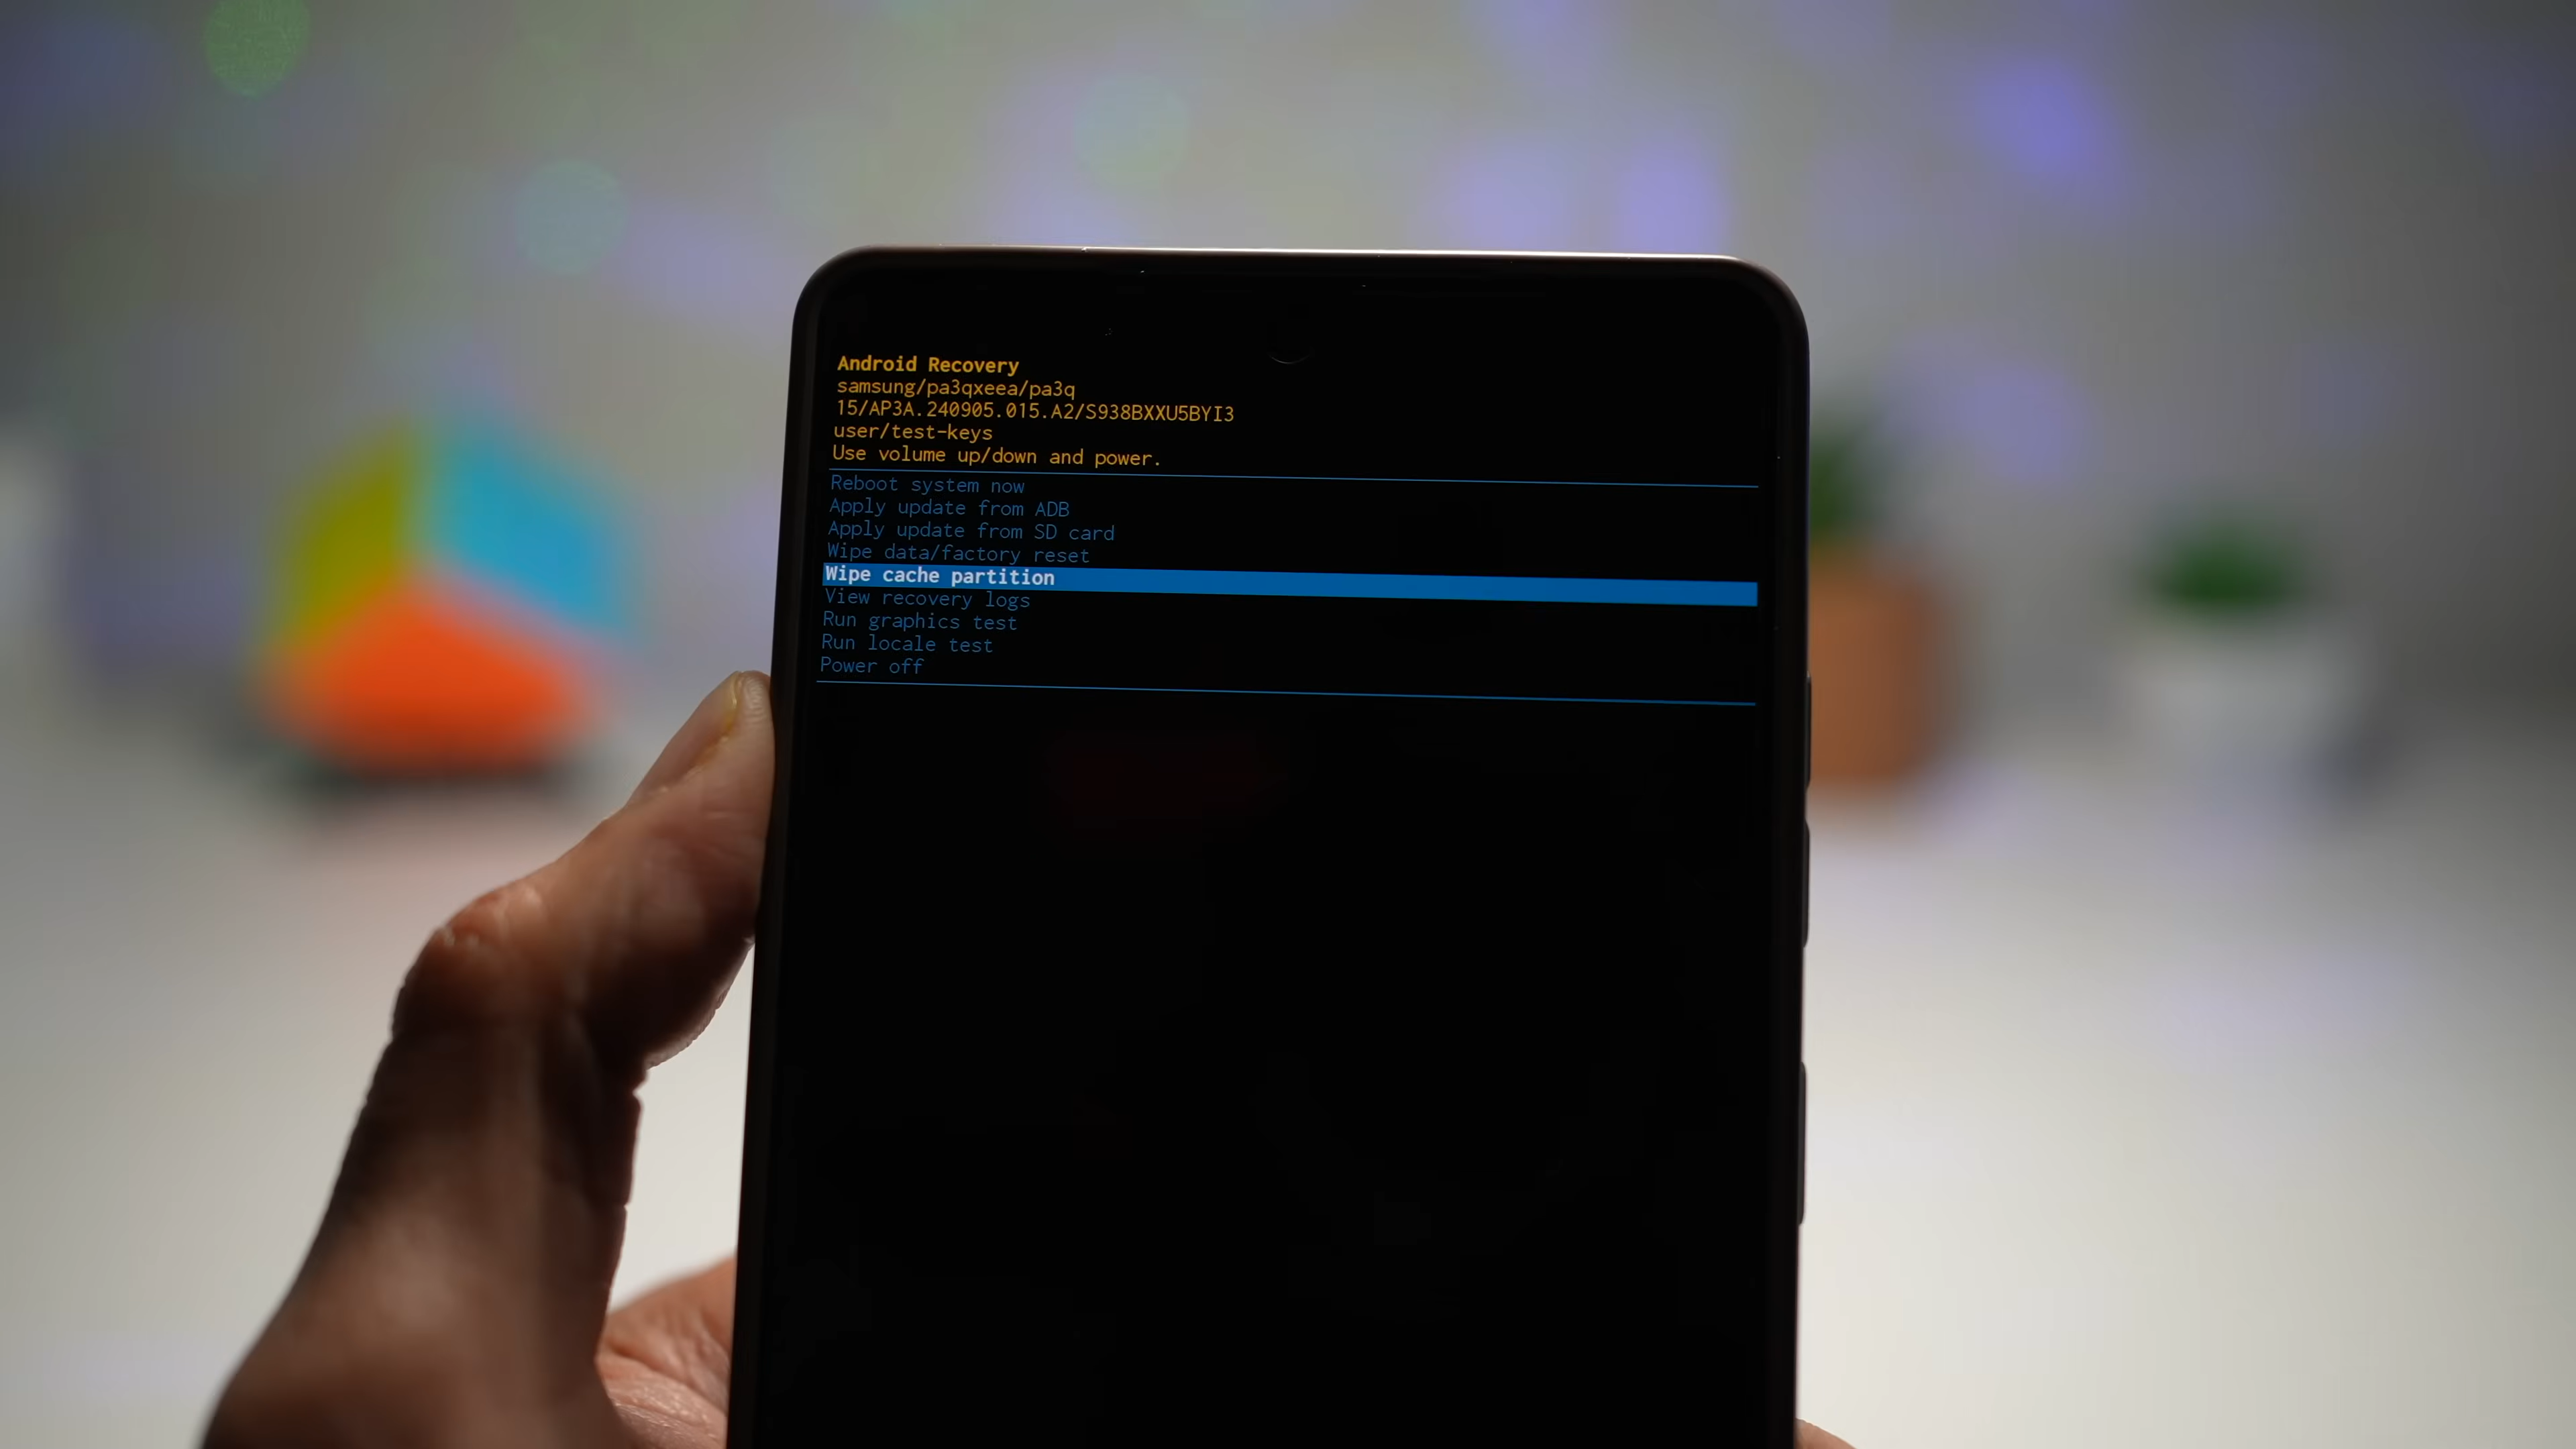 Android Recovery
samsung/pa3qxeea/pa3q
15/AP3A.240905.015.A2/S938BXXU5BYI3
user/test-keys
Use volume up/down and power.
Reboot system now
Apply update from ADB
Apply update from SD card
Wipe data/factory reset
Wipe cache partition
View recovery logs
Run graphics test
Run locale test
Power off